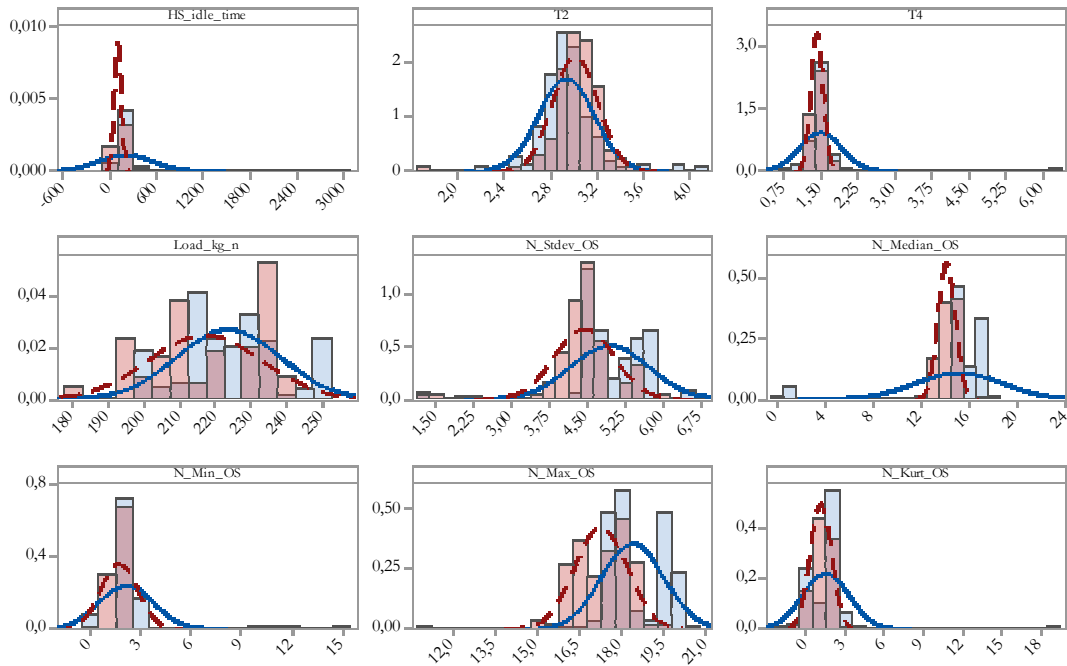 HS_idle_time T2 T4
0,010 0,005 0,000
-600 0 600 1200 1800 2400 3000
2 1 0
2,0 2,4 2,8 3,2 3,6 4,0
3,0 1,5 0,0
0,75 1,50 2,25 3,00 3,75 4,50 5,25 6,00
Load_kg_n N_Stdev_OS N_Median_OS
0,04 0,02 0,00
180 190 200 210 220 230 240 250
1,0 0,5 0,0
1,50 2,25 3,00 3,75 4,50 5,25 6,00 6,75
0,50 0,25 0,00
0 4 8 12 16 20 24
N_Min_OS N_Max_OS N_Kurt_OS
0,8 0,4 0,0
0 3 6 9 12 15
0,50 0,25 0,00
12,0 13,5 15,0 16,5 18,0 19,5 21,0
0,4 0,2 0,0
0 3 6 9 12 15 18